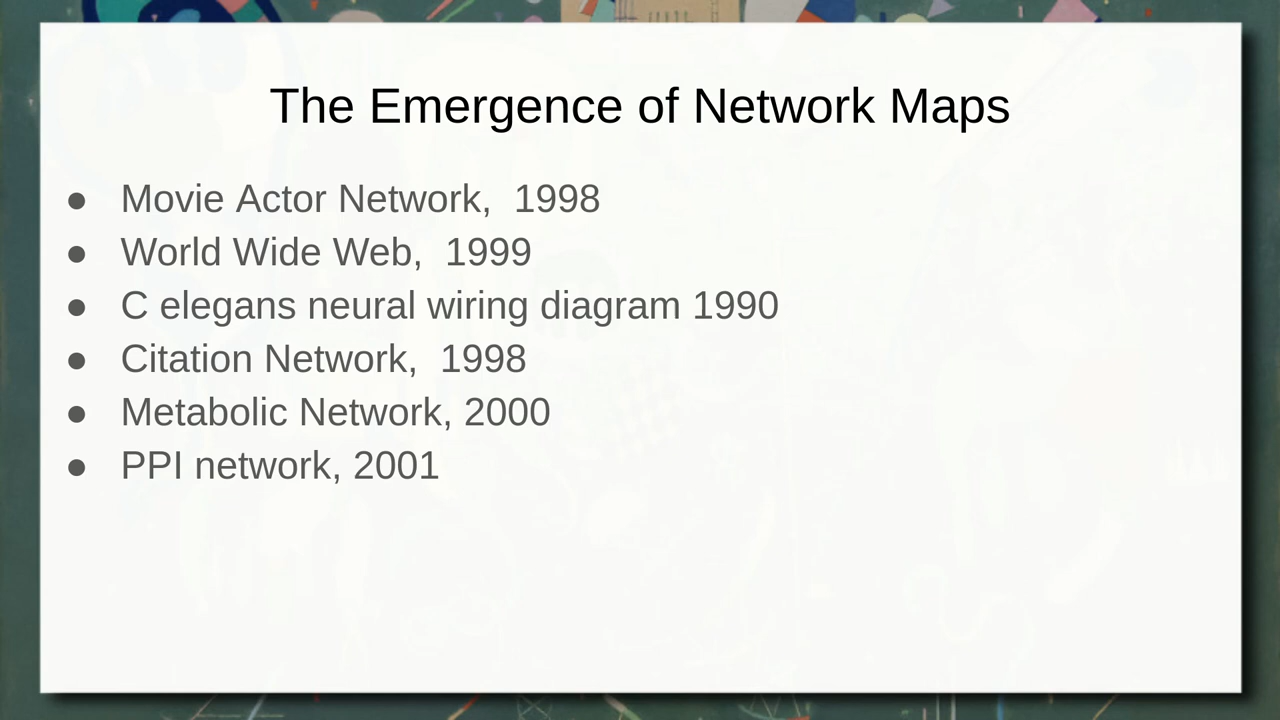 The Emergence of Network Maps
● Movie Actor Network,  1998
● World Wide Web,  1999
● C elegans neural wiring diagram 1990
● Citation Network,  1998
● Metabolic Network, 2000
● PPI network, 2001